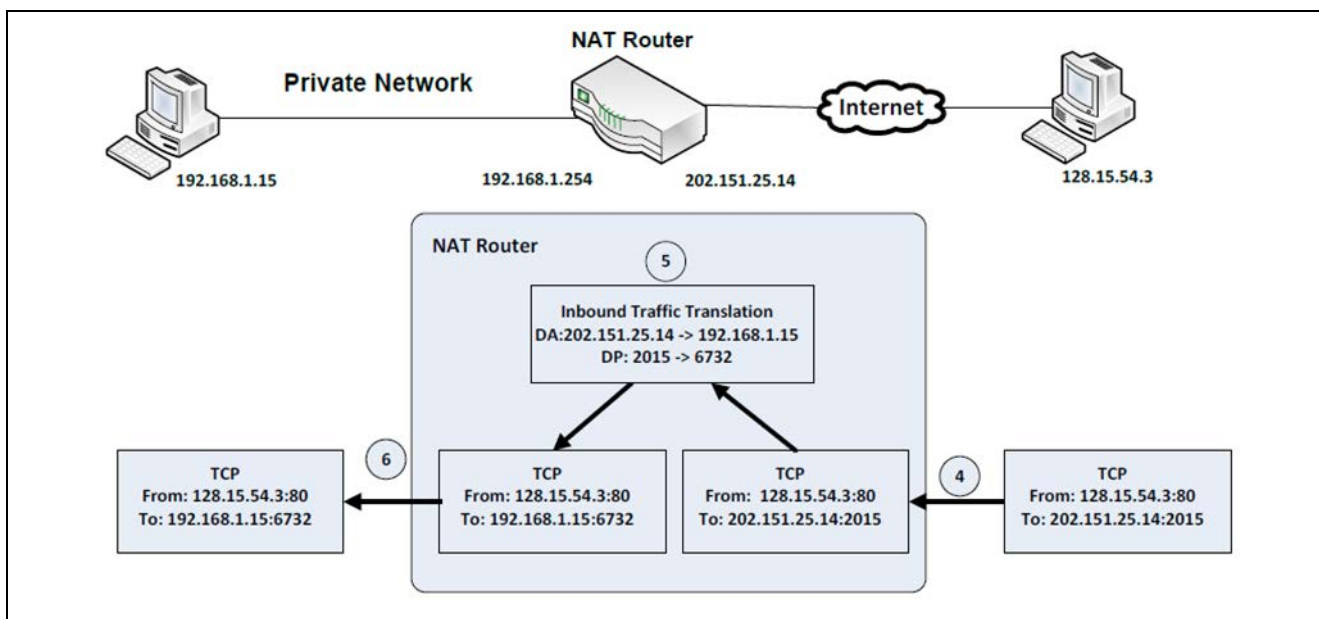 NAT Router
Private Network
Internet
192.168.1.15
192.168.1.254
202.151.25.14
128.15.54.3
NAT Router
5
Inbound Traffic Translation
DA:202.151.25.14 -> 192.168.1.15
DP: 2015 -> 6732
6
4
TCP
From: 128.15.54.3:80
To: 192.168.1.15:6732
TCP
From: 128.15.54.3:80
To: 192.168.1.15:6732
TCP
From: 128.15.54.3:80
To: 202.151.25.14:2015
TCP
From: 128.15.54.3:80
To: 202.151.25.14:2015